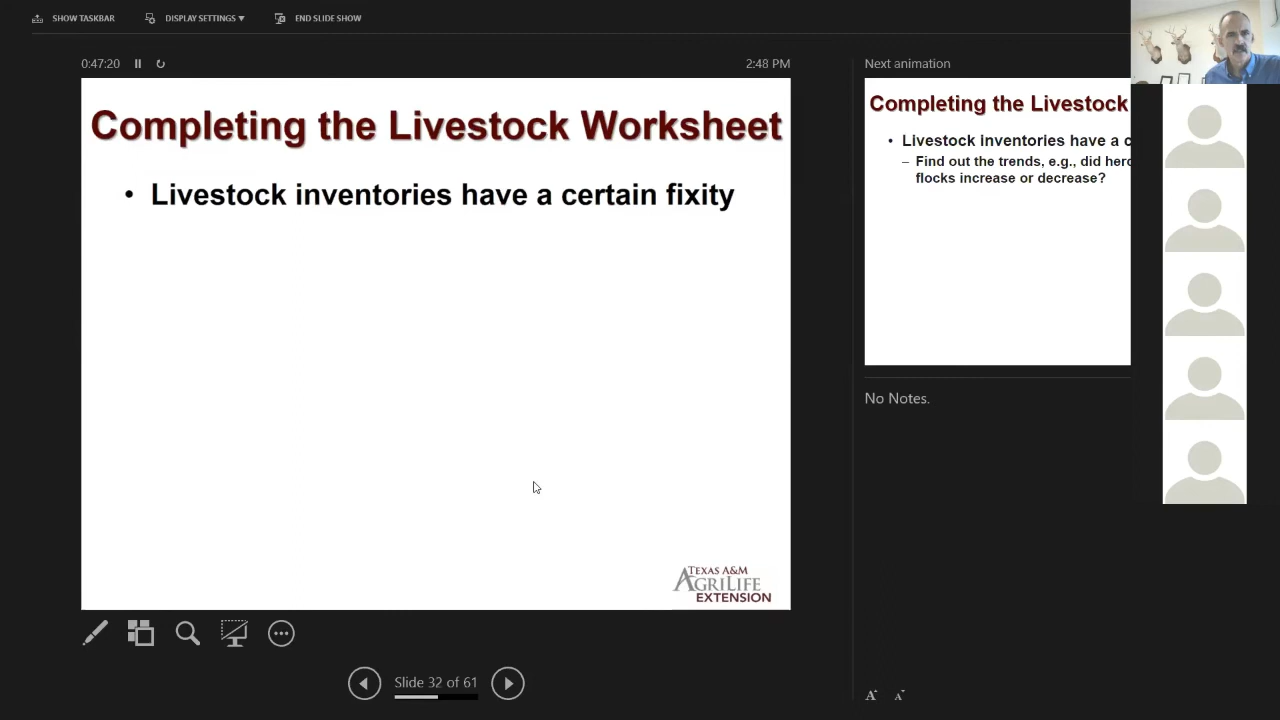 SHOW TASKBAR DISPLAY SETTINGS ▼ END SLIDE SHOW
0:47:20 2:48 PM
Completing the Livestock Worksheet
• Livestock inventories have a certain fixity
TEXAS A&M
AGRILIFE
EXTENSION
Slide 32 of 61
Next animation
Completing the Livestock
• Livestock inventories have a c
– Find out the trends, e.g., did herd
flocks increase or decrease?
No Notes.
A A